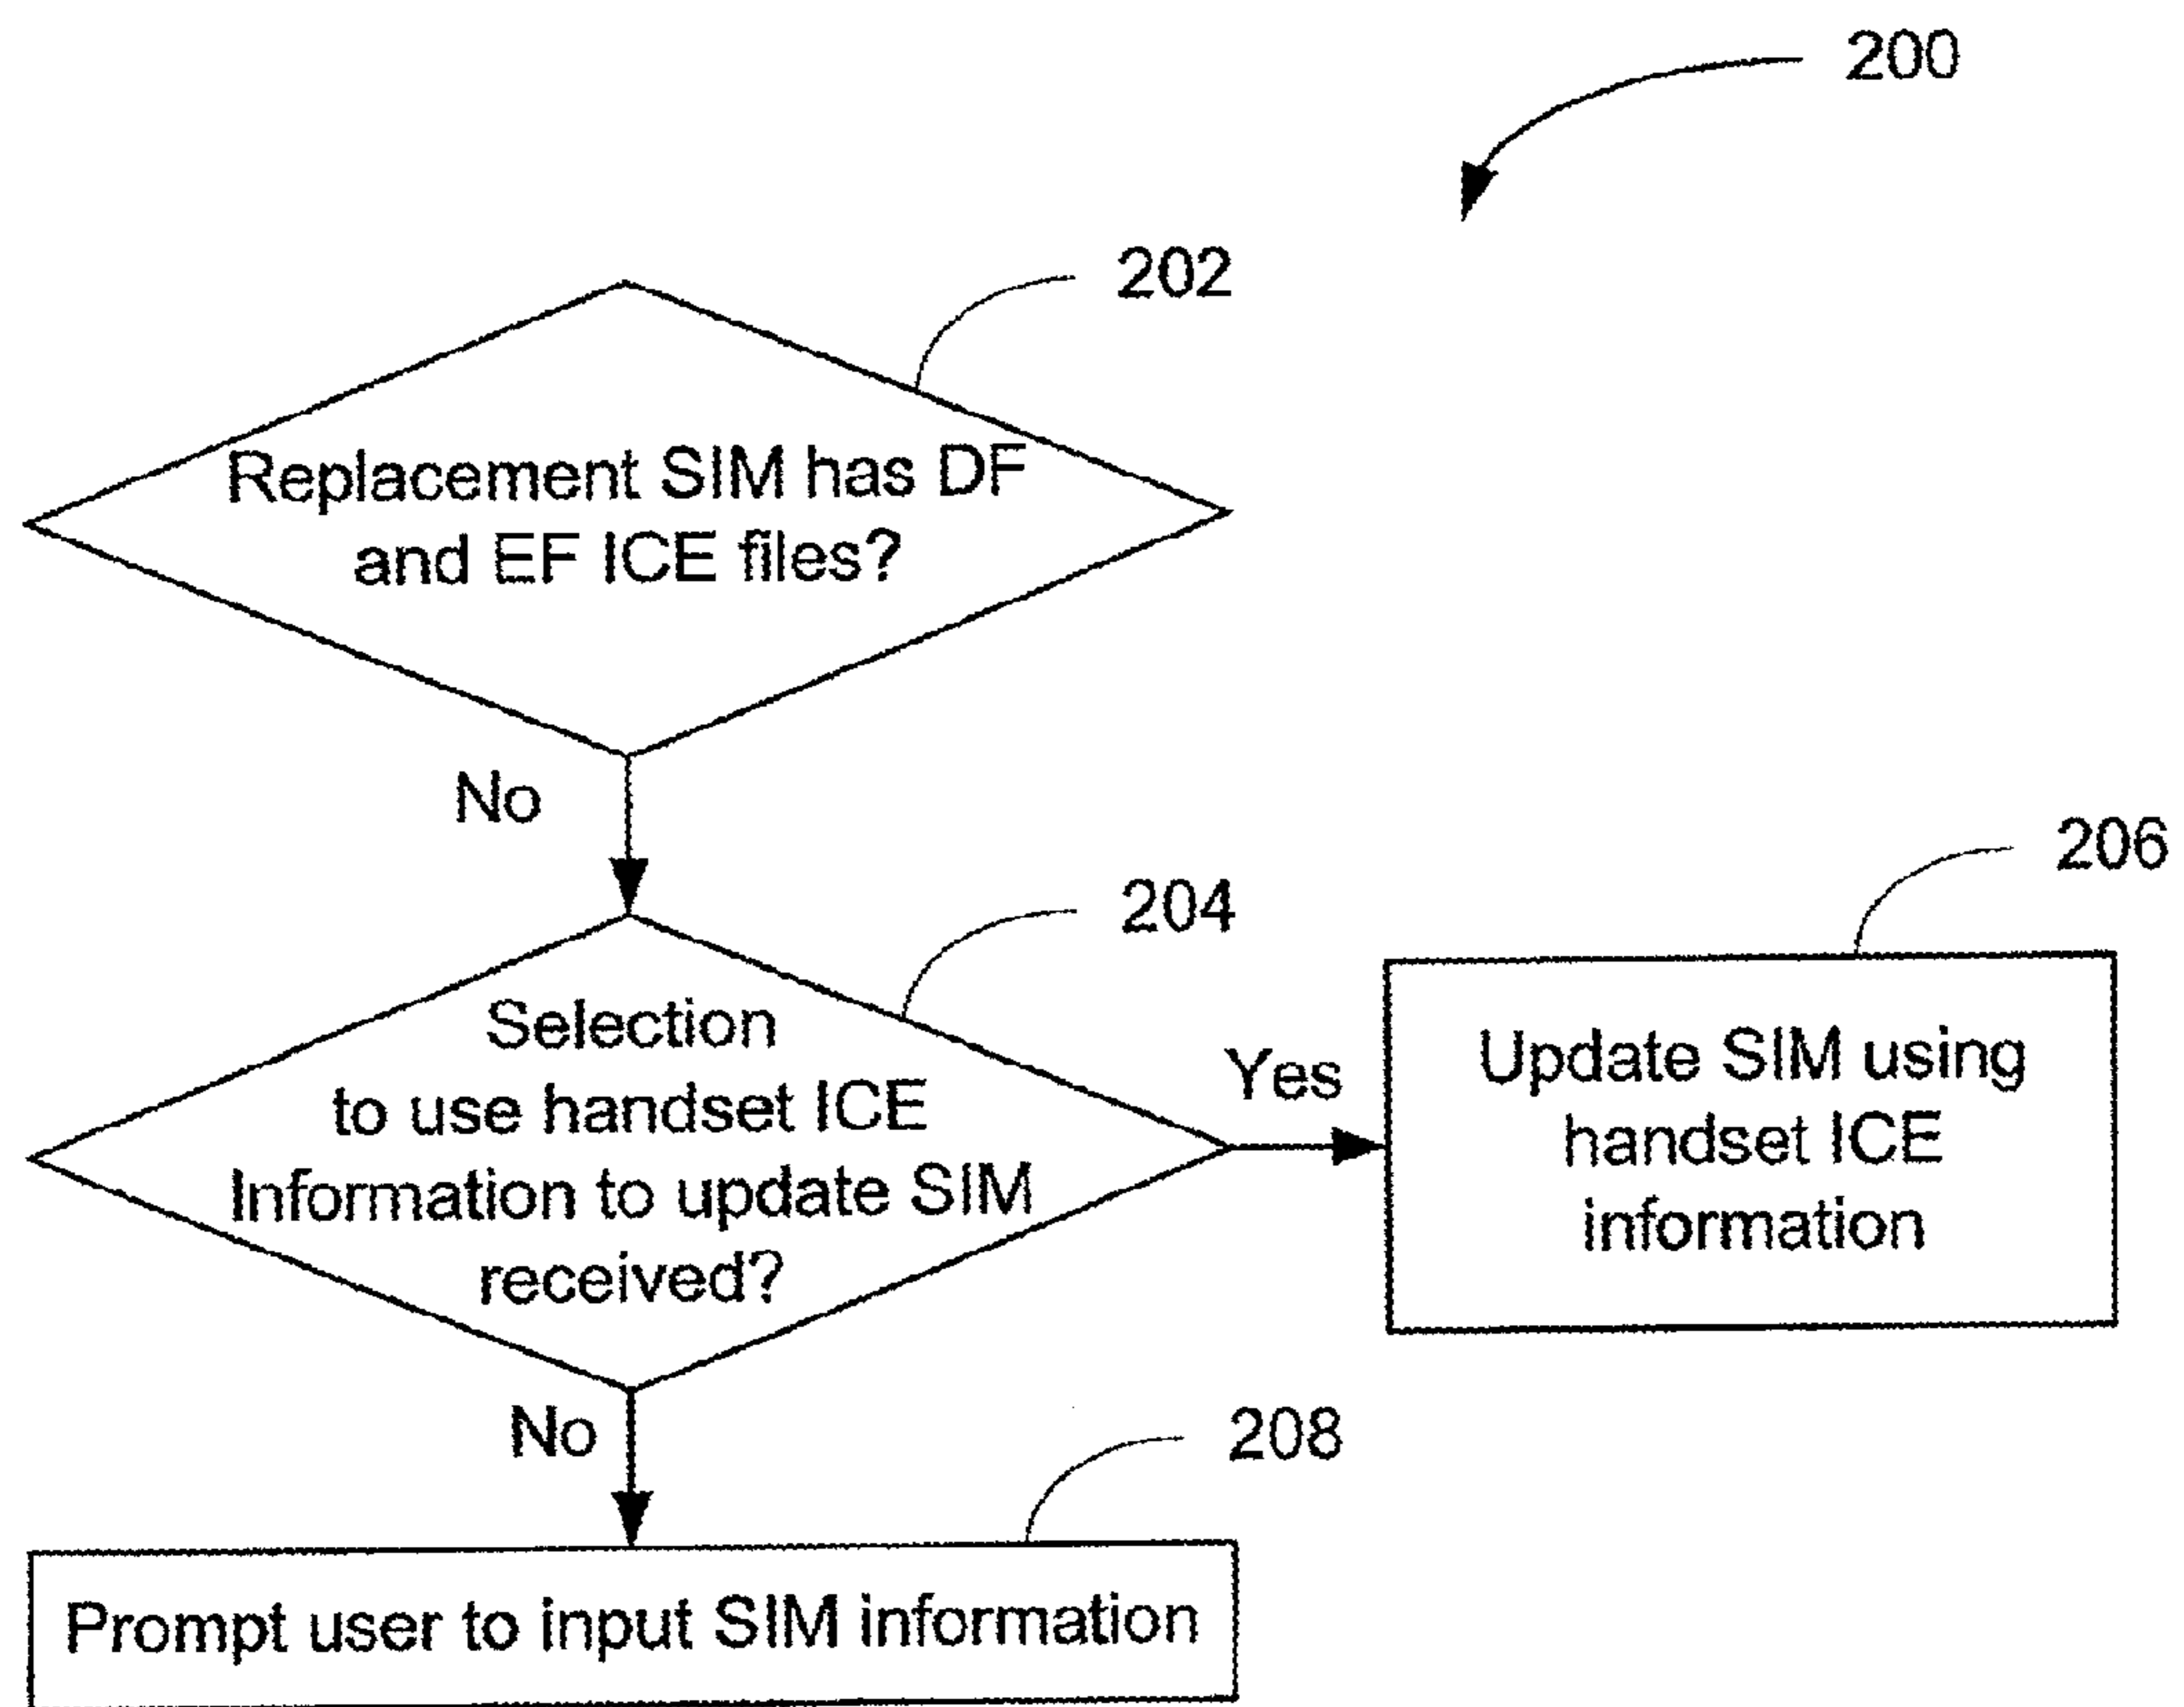 200
202
Replacement SIM has DF
and EF ICE files?
No
204
206
Selection
to use handset ICE
Information to update SIM
received?
Yes
Update SIM using
handset ICE
information
No
208
Prompt user to input SIM information